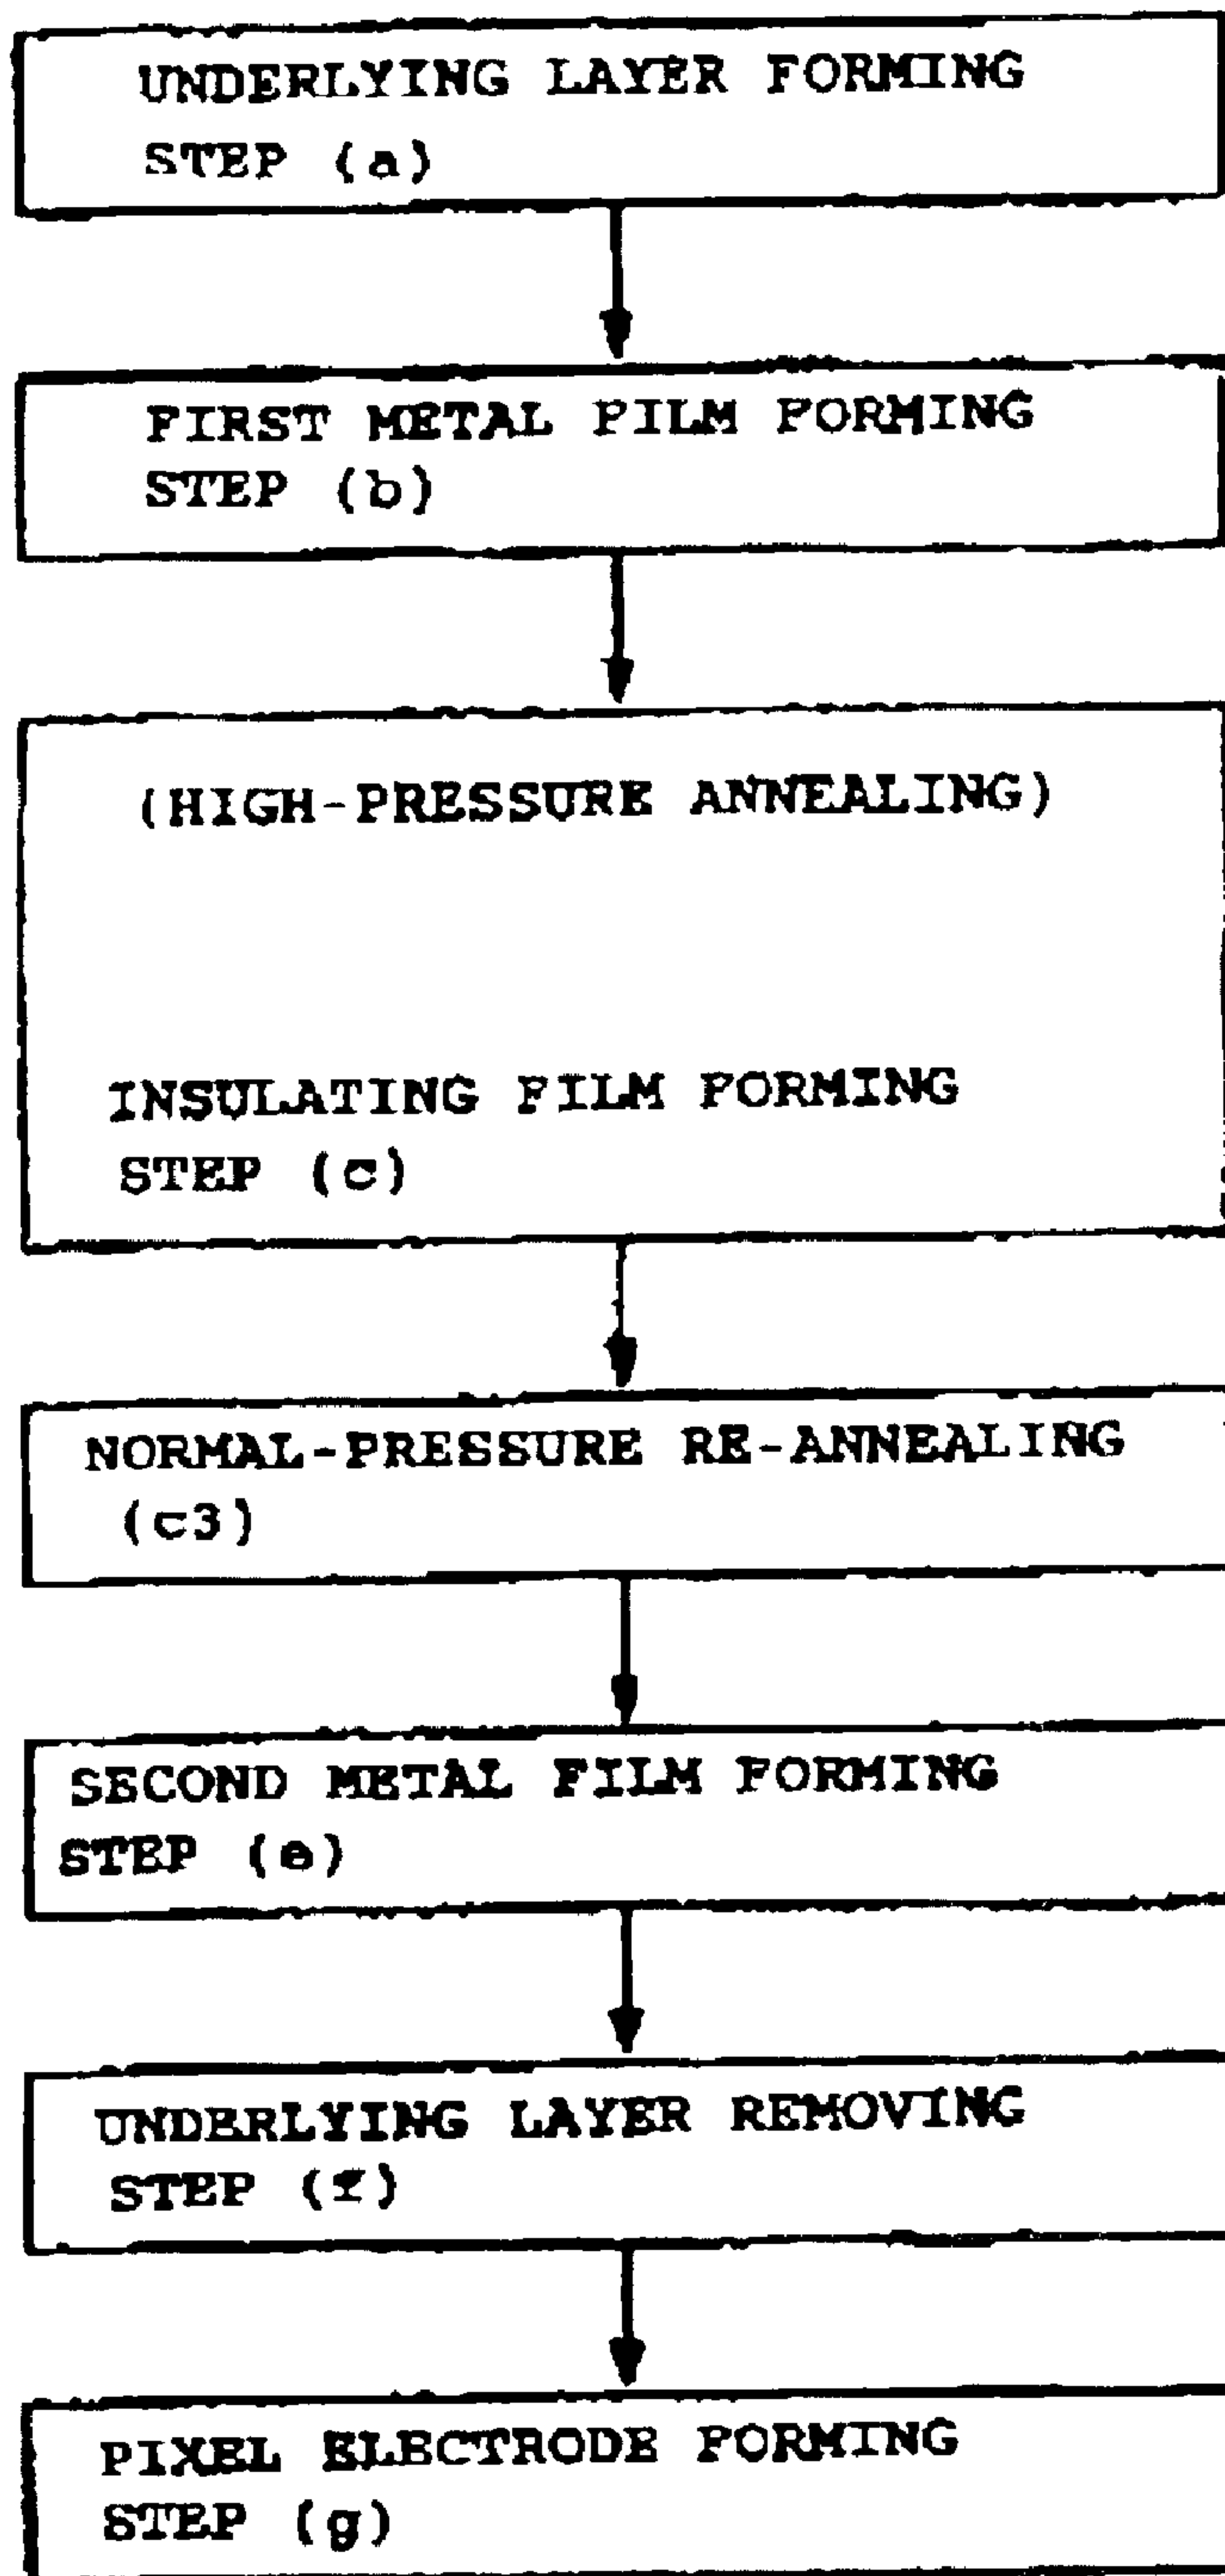 UNDERLYING LAYER FORMING
STEP (a)
FIRST METAL FILM FORMING
STEP (b)
(HIGH-PRESSURE ANNEALING)
INSULATING FILM FORMING
STEP (c)
NORMAL-PRESSURE RE-ANNEALING
(c3)
SECOND METAL FILM FORMING
STEP (e)
UNDERLYING LAYER REMOVING
STEP (f)
PIXEL ELECTRODE FORMING
STEP (g)